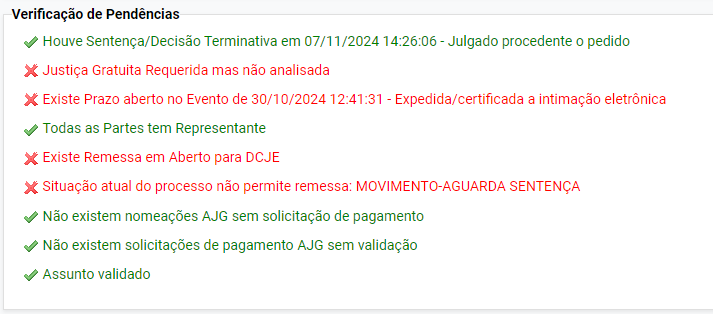 Verificação de Pendências
Houve Sentença/Decisão Terminativa em 07/11/2024 14:26:06 - Julgado procedente o pedido
Justiça Gratuita Requerida mas não analisada
Existe Prazo aberto no Evento de 30/10/2024 12:41:31 - Expedida/certificada a intimação eletrônica
Todas as Partes tem Representante
Existe Remessa em Aberto para DCJE
Situação atual do processo não permite remessa: MOVIMENTO-AGUARDA SENTENÇA
Não existem nomeações AJG sem solicitação de pagamento
Não existem solicitações de pagamento AJG sem validação
Assunto validado